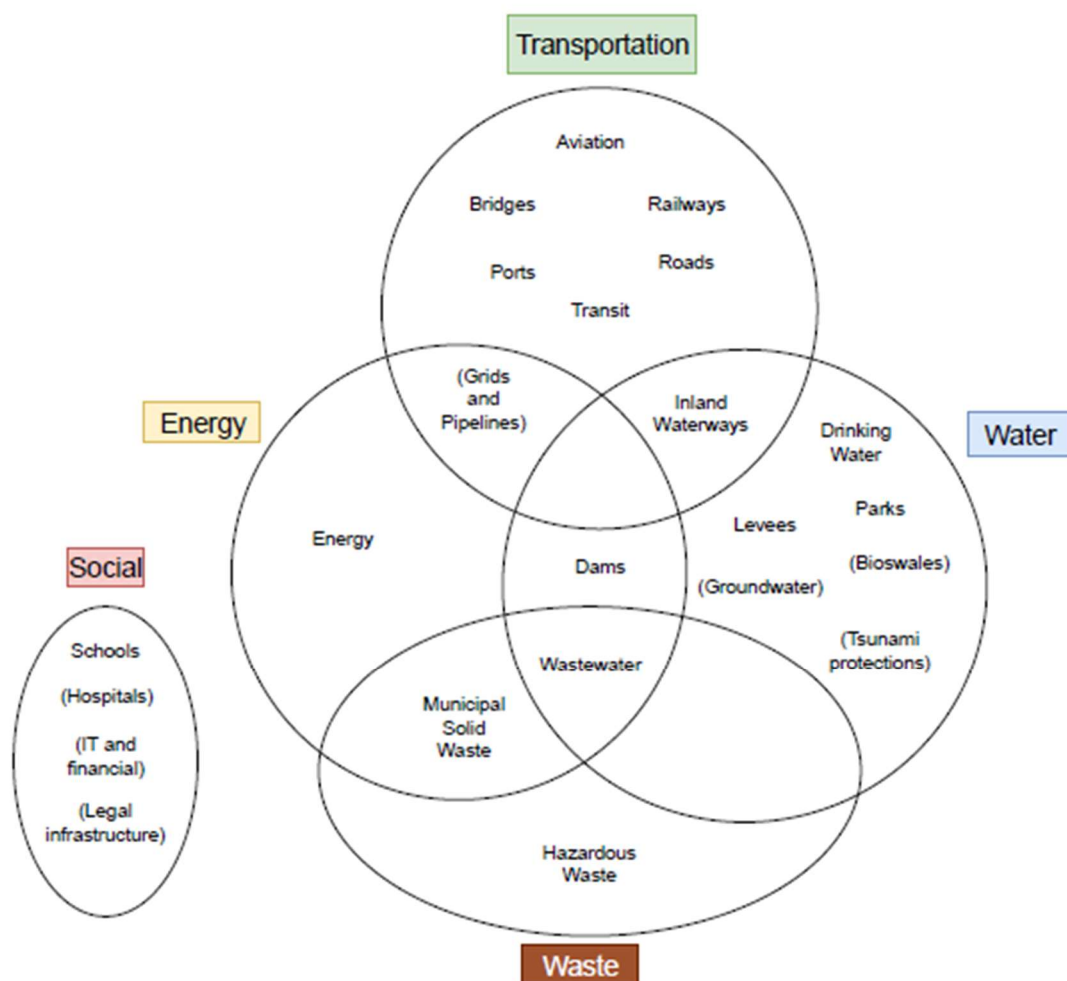 Transportation
Aviation
Bridges
Railways
Ports
Roads
Transit
(Grids
and
Pipelines)
Inland
Waterways
Energy
Drinking
Water
Water
Levees
Parks
Energy
Dams
(Bioswales)
(Groundwater)
Social
Schools
(Hospitals)
(IT and
financial)
(Legal
infrastructure)
Wastewater
(Tsunami
protections)
Municipal
Solid
Waste
Hazardous
Waste
Waste